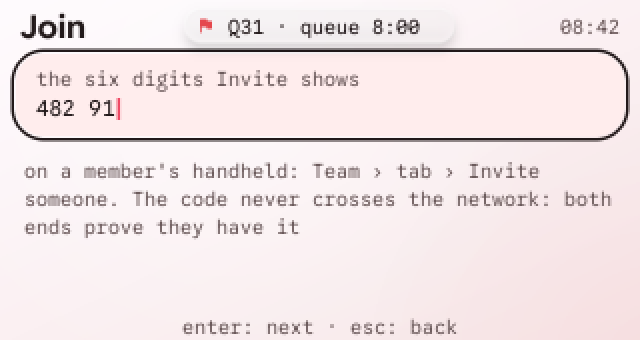 Join
Q31 · queue 8:00
08:42
the six digits Invite shows
482 91
on a member's handheld: Team › tab › Invite
someone. The code never crosses the network: both
ends prove they have it
enter: next · esc: back